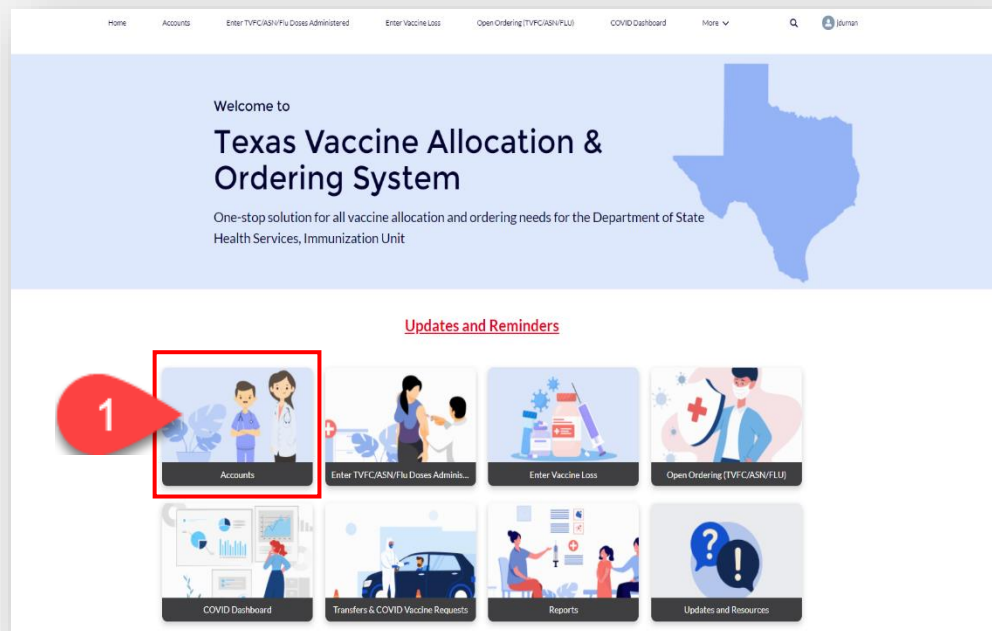 Home Accounts Enter TVFC/ASN/Flu Doses Administered Enter Vaccine Loss Open Ordering (TVFC/ASN/FLU) COVID Dashboard More jduman
Welcome to
Texas Vaccine Allocation &
Ordering System
One-stop solution for all vaccine allocation and ordering needs for the Department of State
Health Services, Immunization Unit
Updates and Reminders
1
Accounts Enter TVFC/ASN/Flu Doses Adminis... Enter Vaccine Loss Open Ordering (TVFC/ASN/FLU)
COVID Dashboard Transfers & COVID Vaccine Requests Reports Updates and Resources